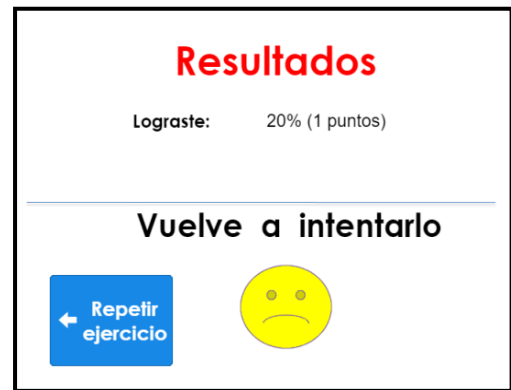 Resultados
Lograste: 20% (1 puntos)
Vuelve a intentarlo
Repetir
ejercicio